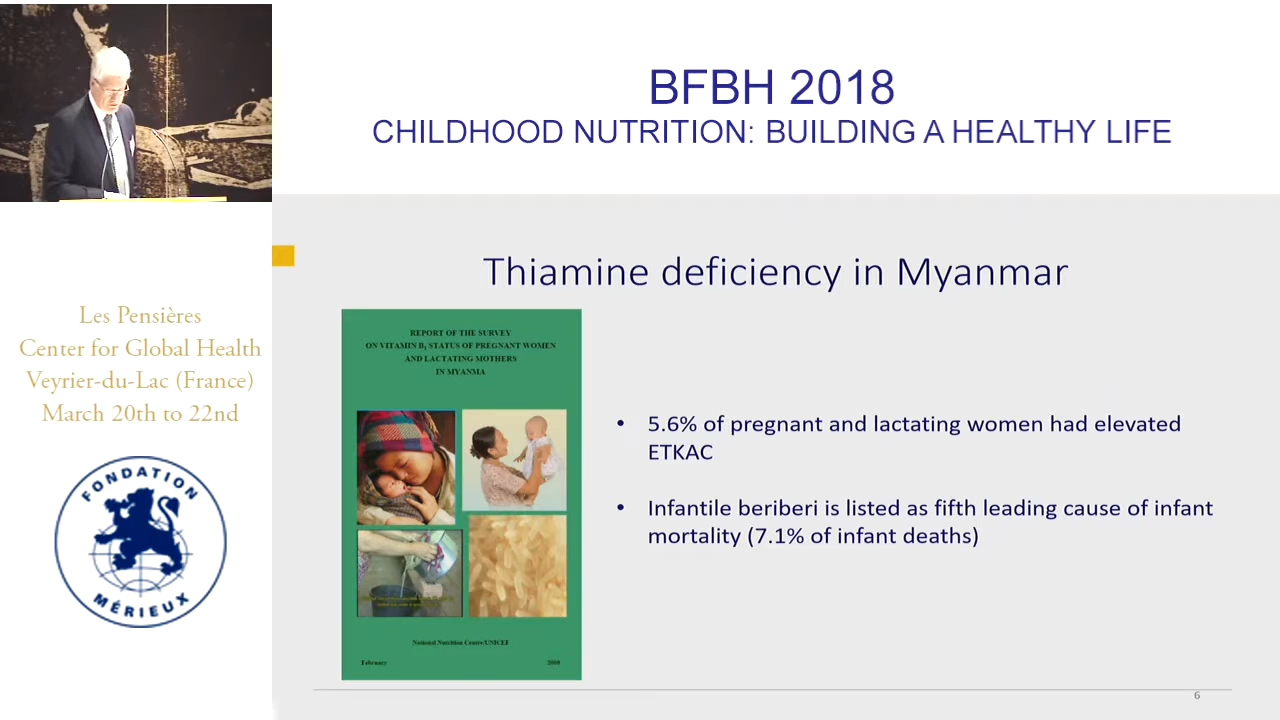 BFBH 2018
CHILDHOOD NUTRITION: BUILDING A HEALTHY LIFE
Les Pensières
Center for Global Health
Veyrier-du-Lac (France)
March 20th to 22nd
FONDATION
MÉRIEUX
Thiamine deficiency in Myanmar
REPORT OF THE SURVEY
ON VITAMIN B1 STATUS OF PREGNANT WOMEN
AND LACTATING MOTHERS
IN MYANMA
National Nutrition Centre/UNICEF
February
• 5.6% of pregnant and lactating women had elevated
ETKAC
• Infantile beriberi is listed as fifth leading cause of infant
mortality (7.1% of infant deaths)
6